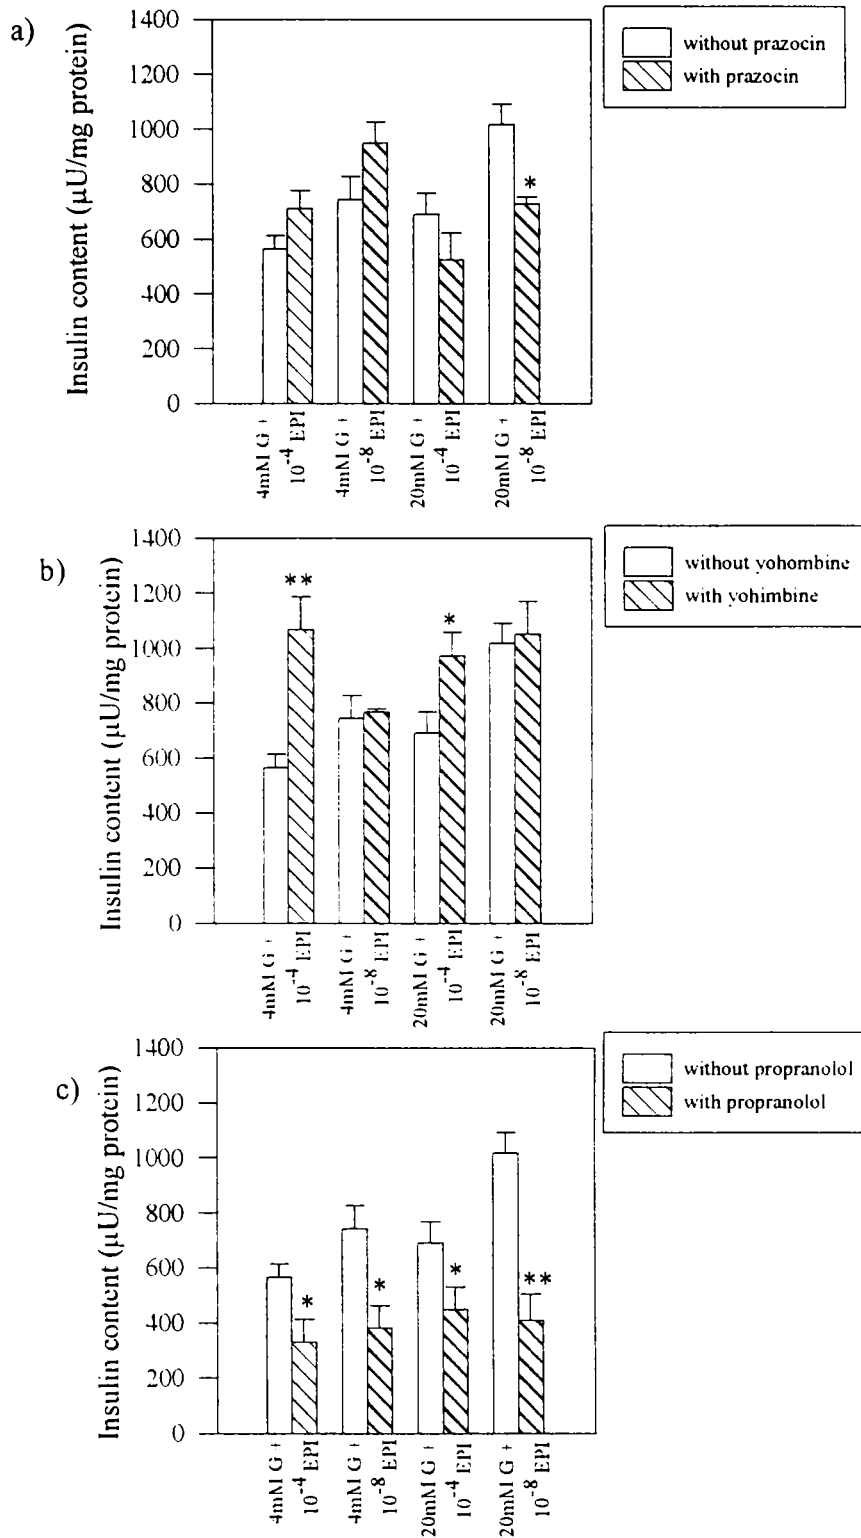 a)
Insulin content (µU/mg protein)
1400
1200
1000
800
600
400
200
0
*
without prazocin
with prazocin
4mM G +
10⁻⁴ EPI
4mM G +
10⁻⁸ EPI
20mM G +
10⁻⁴ EPI
20mM G +
10⁻⁸ EPI
b)
Insulin content (µU/mg protein)
1400
1200
1000
800
600
400
200
0
**
*
without yohombine
with yohimbine
4mM G +
10⁻⁴ EPI
4mM G +
10⁻⁸ EPI
20mM G +
10⁻⁴ EPI
20mM G +
10⁻⁸ EPI
c)
Insulin content (µU/mg protein)
1400
1200
1000
800
600
400
200
0
*
*
*
**
without propranolol
with propranolol
4mM G +
10⁻⁴ EPI
4mM G +
10⁻⁸ EPI
20mM G +
10⁻⁴ EPI
20mM G +
10⁻⁸ EPI